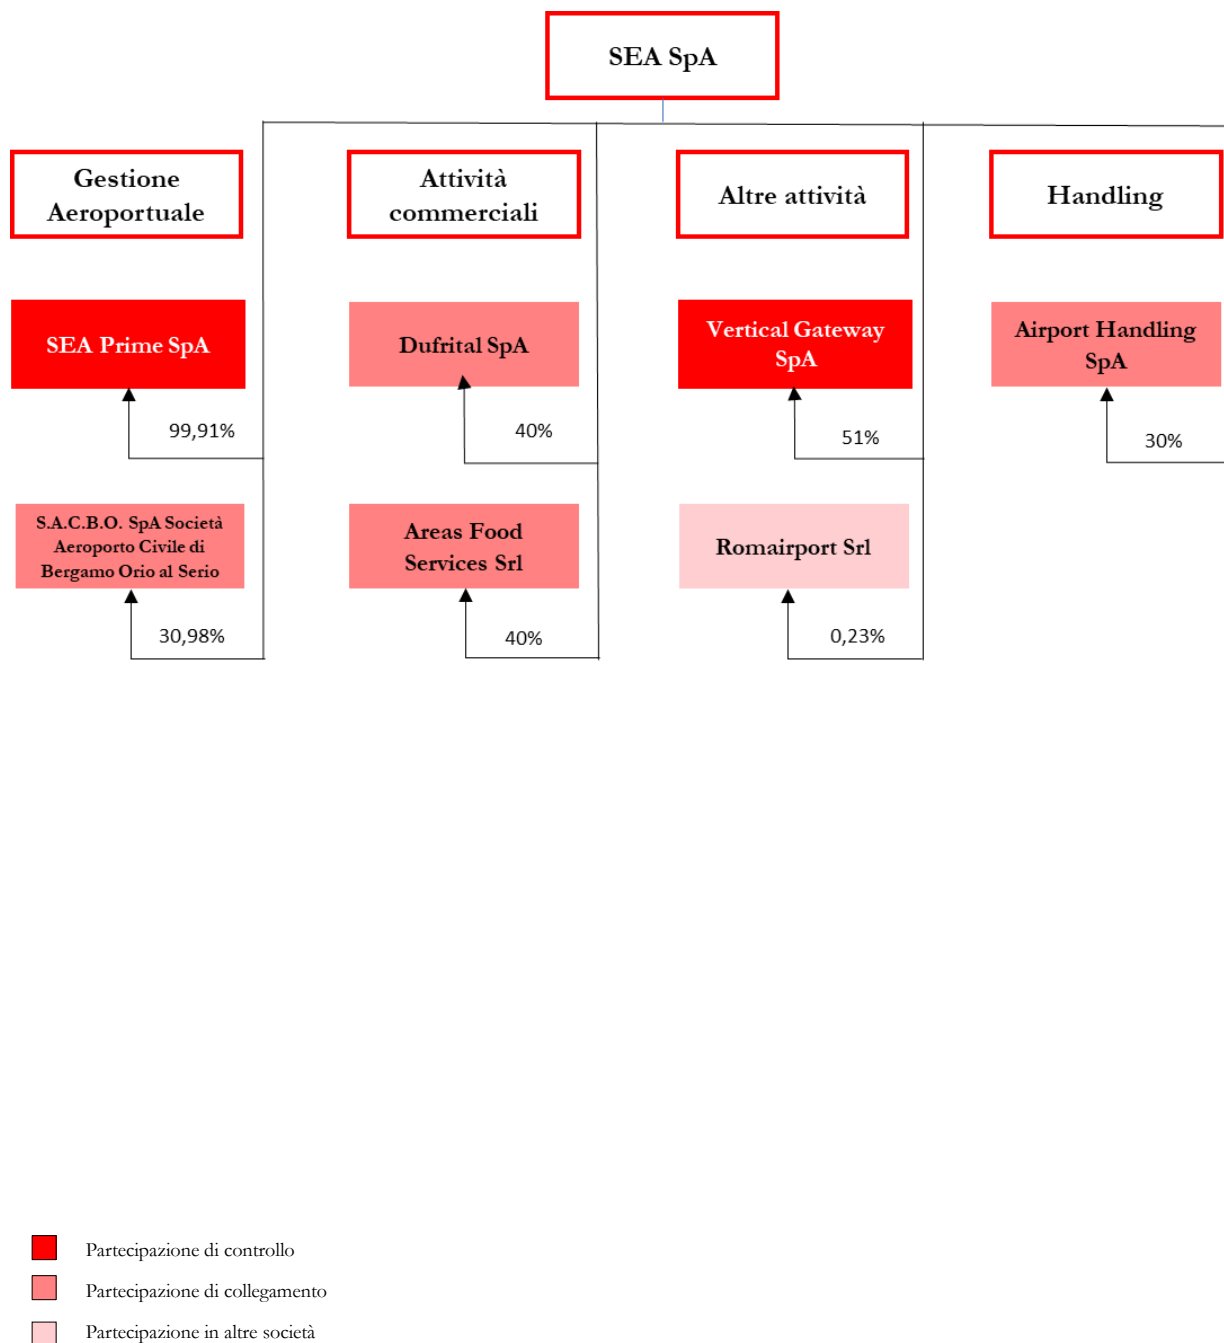 SEA SpA
Gestione
Aeroportuale
Attività
commerciali
Altre attività
Handling
SEA Prime SpA
Dufrital SpA
Vertical Gateway
SpA
Airport Handling
SpA
99,91%
40%
51%
30%
S.A.C.B.O. SpA Società
Aeroporto Civile di
Bergamo Orio al Serio
Areas Food
Services Srl
Romairport Srl
30,98%
40%
0,23%
Partecipazione di controllo
Partecipazione di collegamento
Partecipazione in altre società